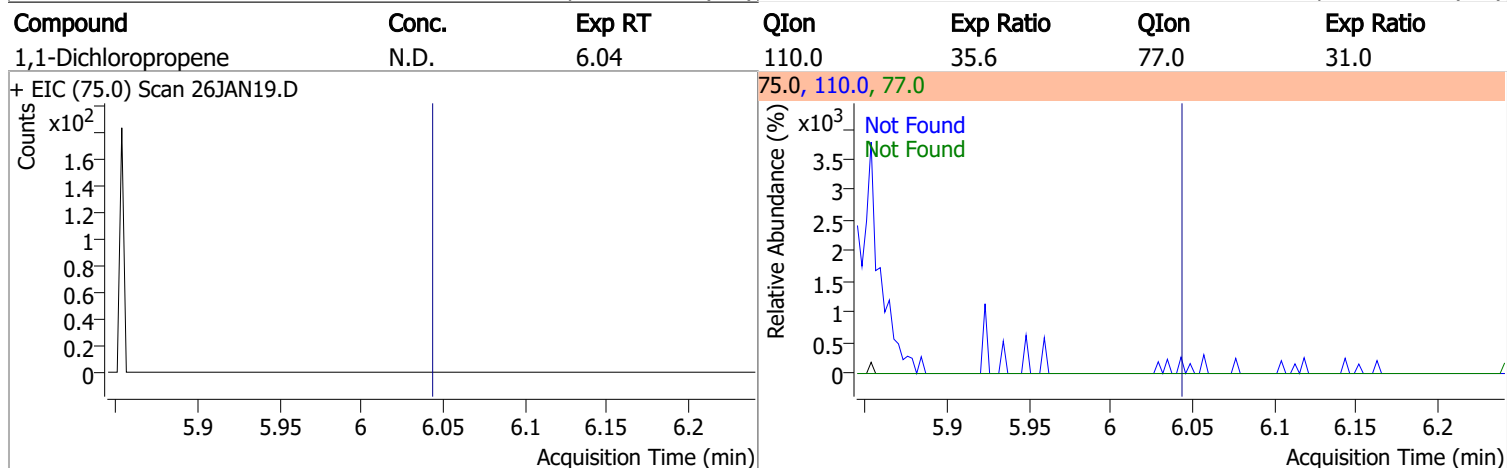 Compound Conc. Exp RT QIon Exp Ratio QIon Exp Ratio
1,1-Dichloropropene N.D. 6.04 110.0 35.6 77.0 31.0
+ EIC (75.0) Scan 26JAN19.D
Counts
x10²
1.6
1.4
1.2
1
0.8
0.6
0.4
0.2
0
5.9 5.95 6 6.05 6.1 6.15 6.2
Acquisition Time (min)
75.0, 110.0, 77.0
Relative Abundance (%)
x10³
Not Found
Not Found
3.5
3
2.5
2
1.5
1
0.5
0
5.9 5.95 6 6.05 6.1 6.15 6.2
Acquisition Time (min)